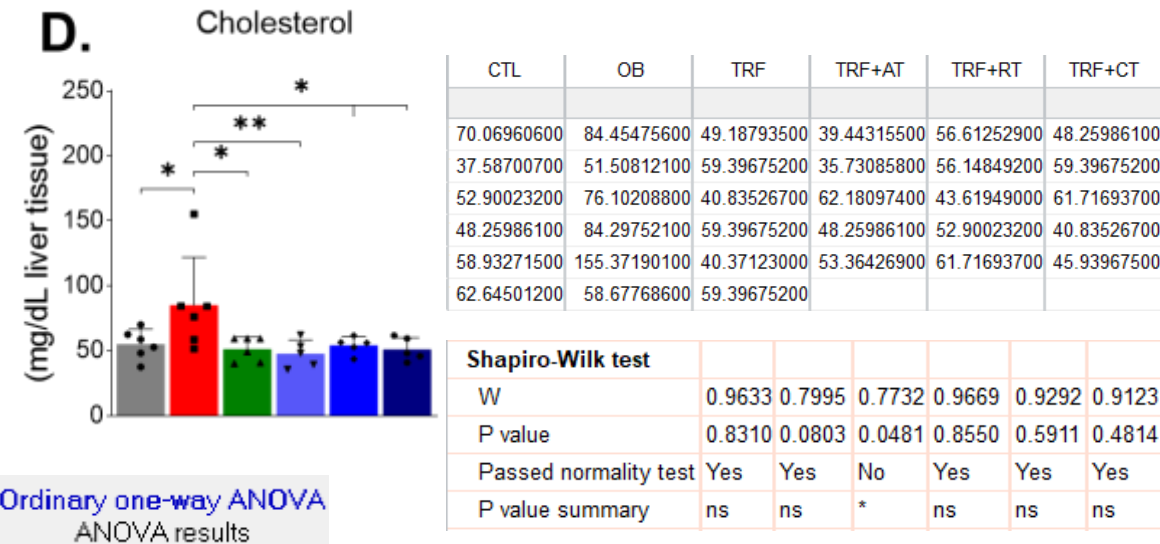 D.
Cholesterol
(mg/dL liver tissue)
250
200
150
100
50
0
*
**
*
*
CTL OB TRF TRF+AT TRF+RT TRF+CT
70.06960600 84.45475600 49.18793500 39.44315500 56.61252900 48.25986100
37.58700700 51.50812100 59.39675200 35.73085800 56.14849200 59.39675200
52.90023200 76.10208800 40.83526700 62.18097400 43.61949000 61.71693700
48.25986100 84.29752100 59.39675200 48.25986100 52.90023200 40.83526700
58.93271500 155.37190100 40.37123000 53.36426900 61.71693700 45.93967500
62.64501200 58.67768600 59.39675200
Shapiro-Wilk test
W 0.9633 0.7995 0.7732 0.9669 0.9292 0.9123
P value 0.8310 0.0803 0.0481 0.8550 0.5911 0.4814
Passed normality test Yes Yes No Yes Yes Yes
P value summary ns ns * ns ns ns
Ordinary one-way ANOVA
ANOVA results